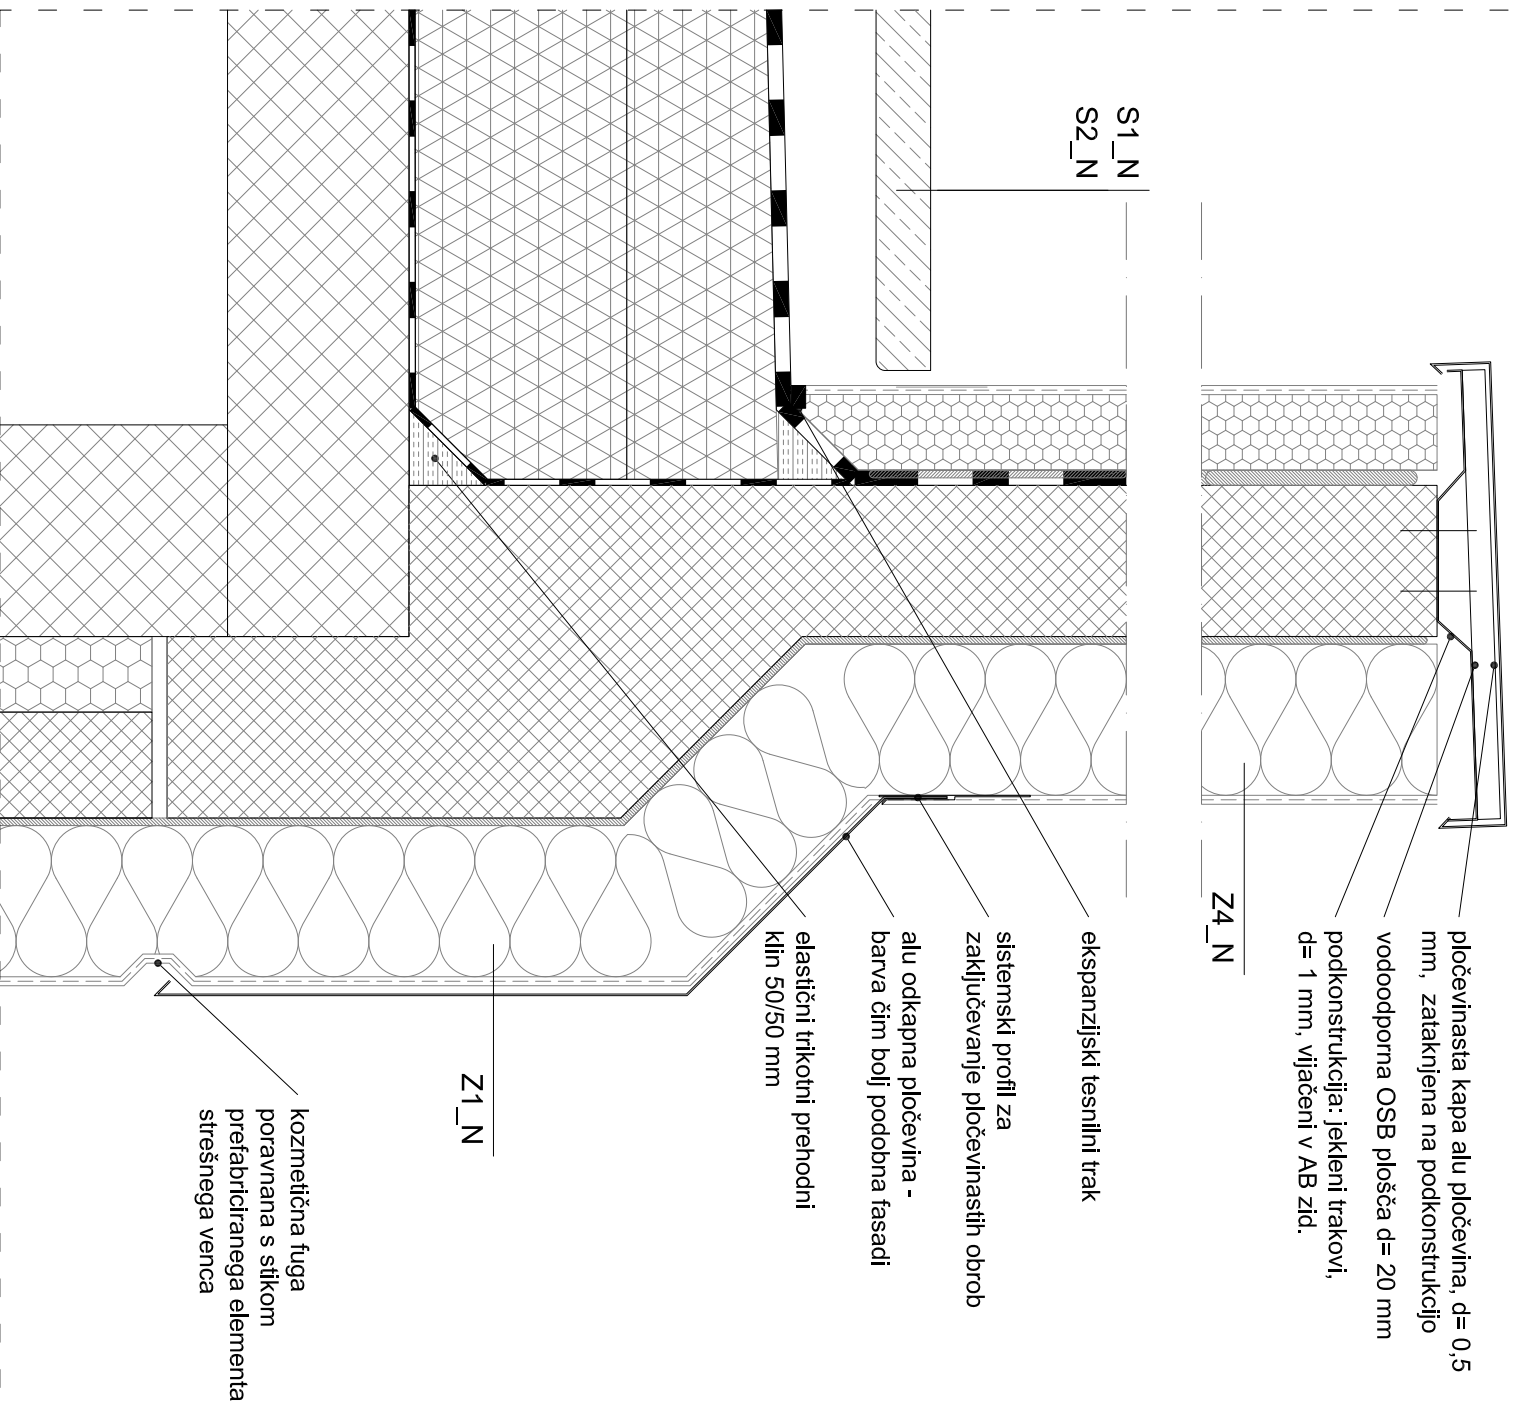 S1_N
S2_N
pločevinasta kapa alu pločevina, d= 0,5
mm, zataknjena na podkonstrukcijo
vodoodporna OSB plošča d= 20 mm
podkonstrukcija: jekleni trakovi,
d= 1 mm, vijačeni v AB zid.
Z4_N
ekspanzijski tesnilni trak
sistemski profil za
zaključevanje pločevinastih obrob
alu odkapna pločevina -
barva čim bolj podobna fasadi
elastični trikotni prehodni
klin 50/50 mm
Z1_N
kozmetična fuga
poravnana s stikom
prefabriciranega elementa
strešnega venca